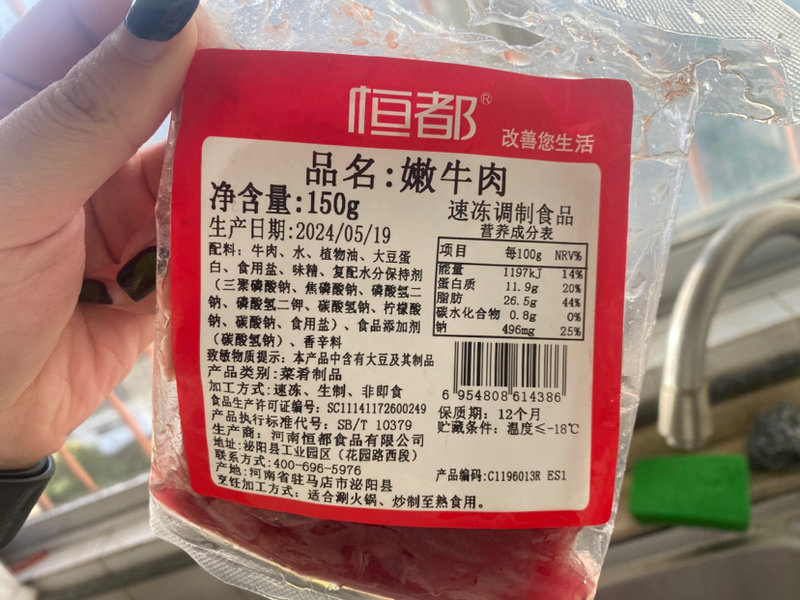 恒都®
改善您生活
品名:嫩牛肉
净含量:150g
速冻调制食品
生产日期:2024/05/19
营养成分表
项目 每100g NRV%
能量 1197kJ 14%
蛋白质 11.9g 20%
脂肪 26.5g 44%
碳水化合物 0.8g 0%
钠 496mg 25%
配料:牛肉、水、植物油、大豆蛋
白、食用盐、味精、复配水分保持剂
(三聚磷酸钠、焦磷酸钠、磷酸氢二
钠、磷酸氢二钾、碳酸氢钠、柠檬酸
钠、碳酸钠、食用盐)、食品添加剂
(碳酸氢钠)、香辛料
致敏物质提示:本产品中含有大豆及其制品
产品类别:菜肴制品
加工方式:速冻、生制、非即食
食品生产许可证编号:SC11141172600249
产品执行标准代号:SB/T 10379
生产商:河南恒都食品有限公司
地址:泌阳县工业园区(花园路西段)
联系方式:400-696-5976
产地:河南省驻马店市泌阳县
烹饪加工方式:适合涮火锅、炒制至熟食用。
6 954808 614386
保质期:12个月
贮藏条件:温度≤-18℃
产品编码:C1196013R ES1